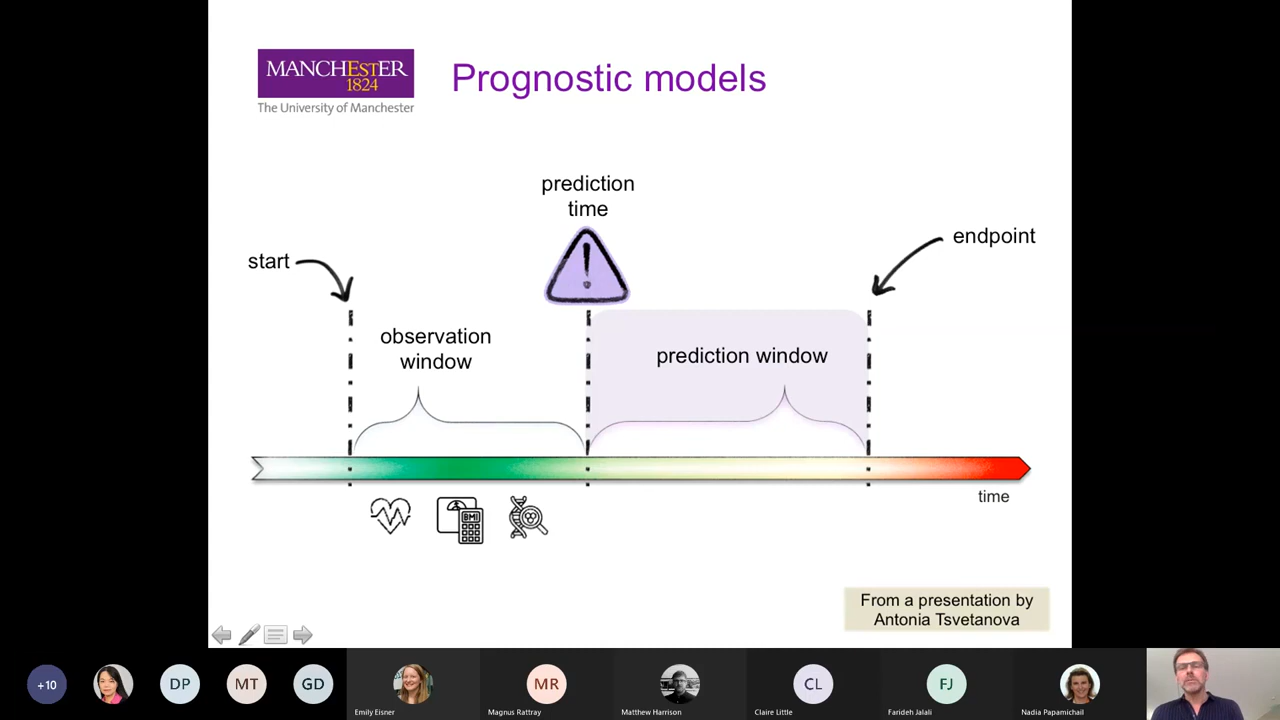 MANCHESTER
1824
The University of Manchester
Prognostic models
prediction
time
start
endpoint
observation
window
prediction window
BMI
time
From a presentation by
Antonia Tsvetanova
+10
DP
MT
GD
Emily Eisner
MR
Magnus Rattray
Matthew Harrison
CL
Claire Little
FJ
Farideh Jalali
Nadia Papamichail